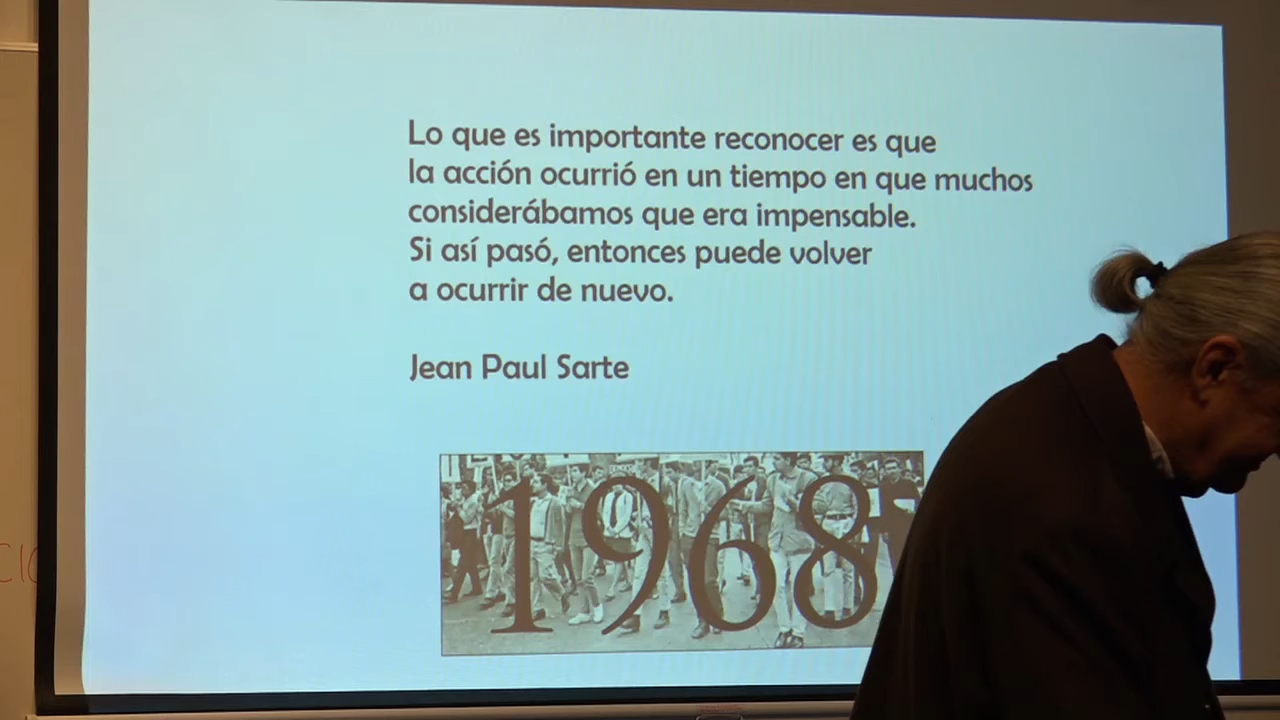 Lo que es importante reconocer es que
la acción ocurrió en un tiempo en que muchos
considerábamos que era impensable.
Si así pasó, entonces puede volver
a ocurrir de nuevo.
Jean Paul Sarte
1968